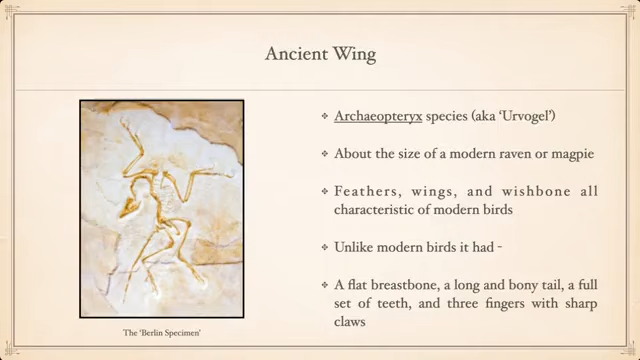 Ancient Wing
Archaeopteryx species (aka ‘Urvogel’)
About the size of a modern raven or magpie
Feathers, wings, and wishbone all
characteristic of modern birds
Unlike modern birds it had -
A flat breastbone, a long and bony tail, a full
set of teeth, and three fingers with sharp
claws
The ‘Berlin Specimen’